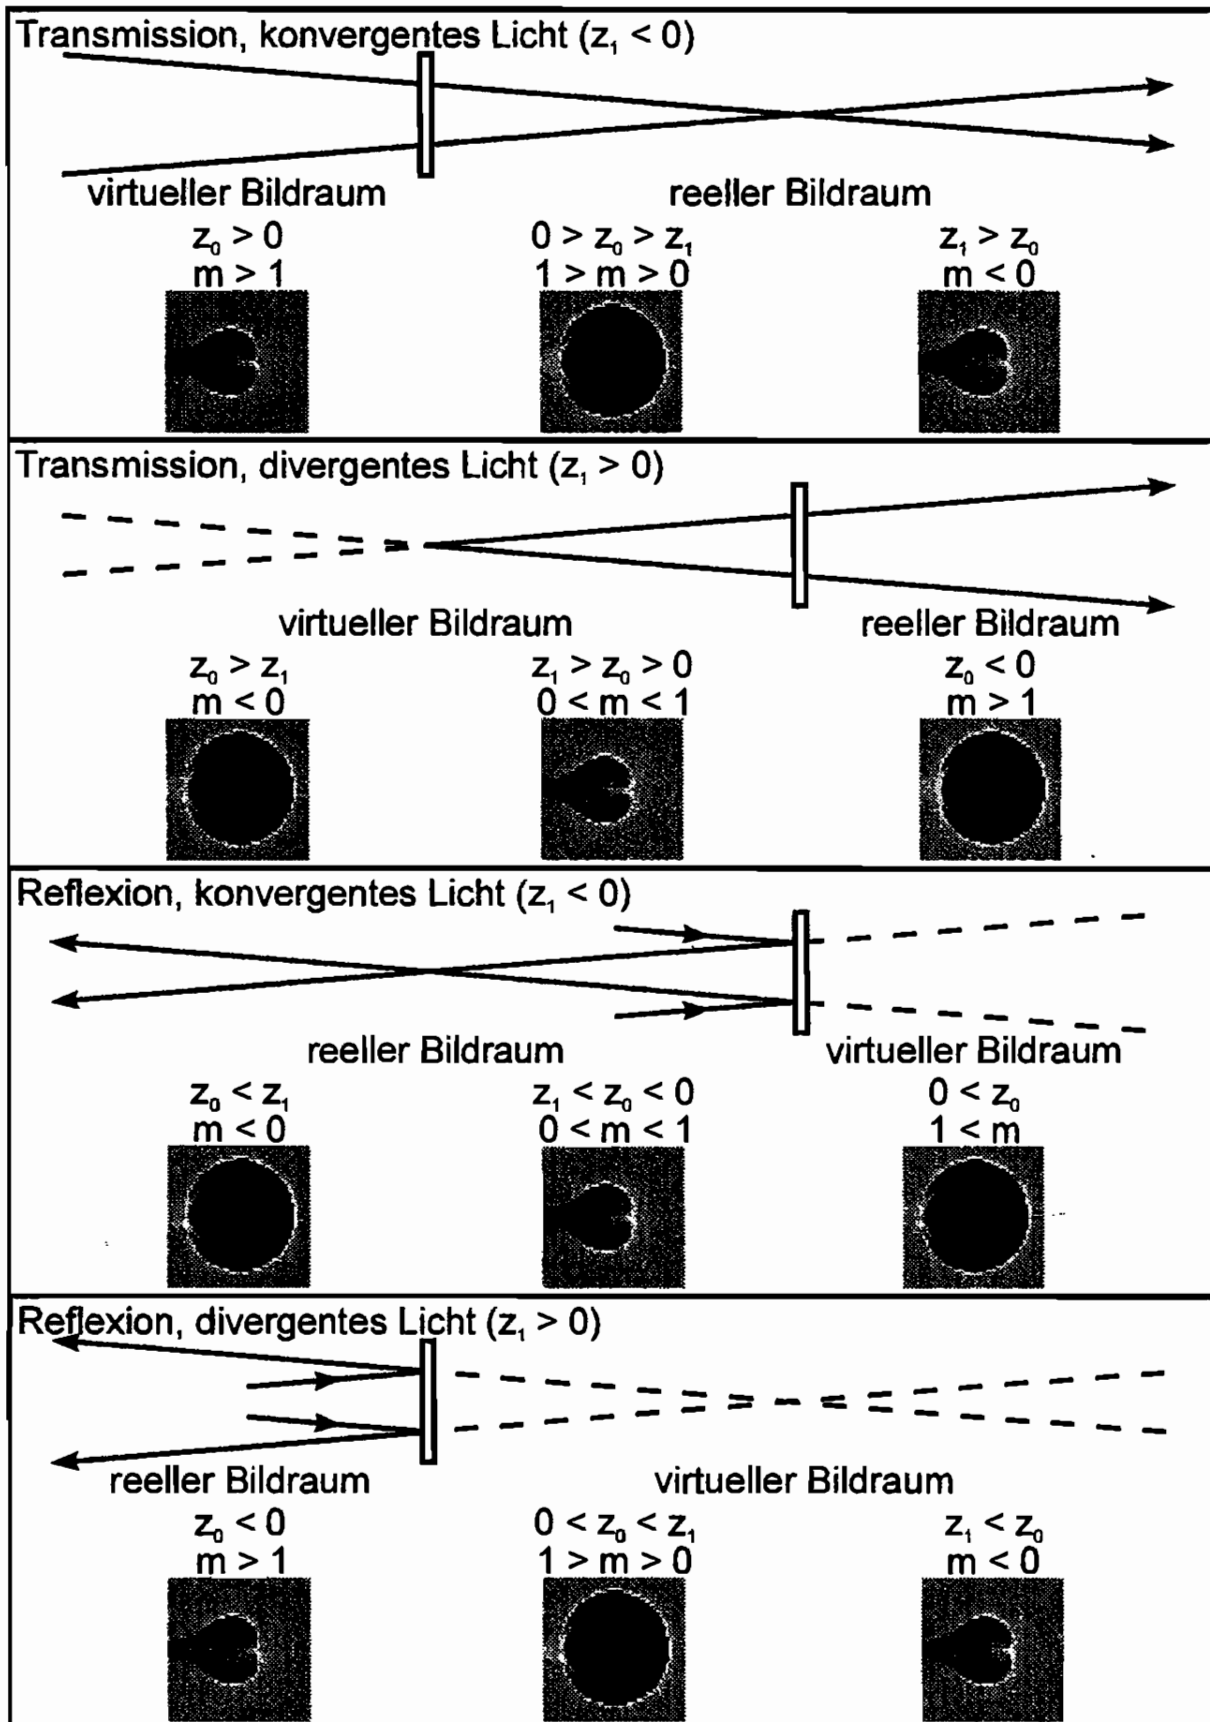 Transmission, konvergentes Licht (z₁ < 0)
virtueller Bildraum reeller Bildraum
z₀ > 0 0 > z₀ > z₁ z₁ > z₀
m > 1 1 > m > 0 m < 0
Transmission, divergentes Licht (z₁ > 0)
virtueller Bildraum reeller Bildraum
z₀ > z₁ z₁ > z₀ > 0 z₀ < 0
m < 0 0 < m < 1 m > 1
Reflexion, konvergentes Licht (z₁ < 0)
reeller Bildraum virtueller Bildraum
z₀ < z₁ z₁ < z₀ < 0 0 < z₀
m < 0 0 < m < 1 1 < m
Reflexion, divergentes Licht (z₁ > 0)
reeller Bildraum virtueller Bildraum
z₀ < 0 0 < z₀ < z₁ z₁ < z₀
m > 1 1 > m > 0 m < 0